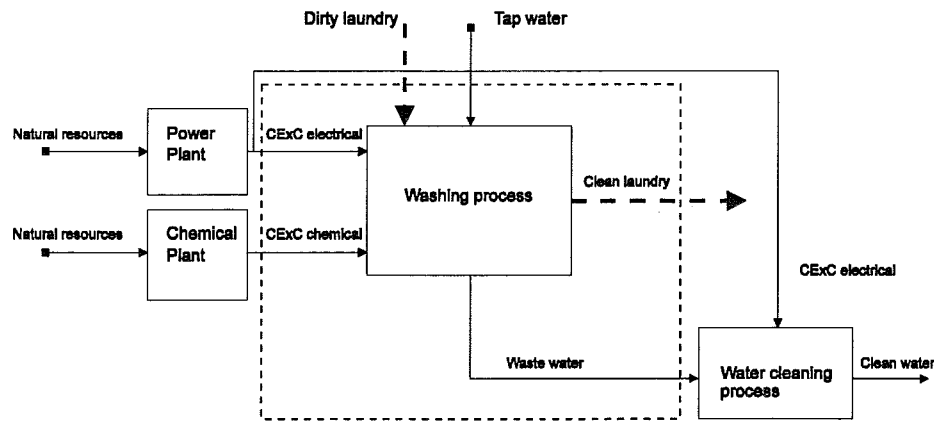 Dirty laundry
Tap water
Natural resources
Power
Plant
CExC electrical
Washing process
Clean laundry
Natural resources
Chemical
Plant
CExC chemical
CExC electrical
Waste water
Water cleaning
process
Clean water